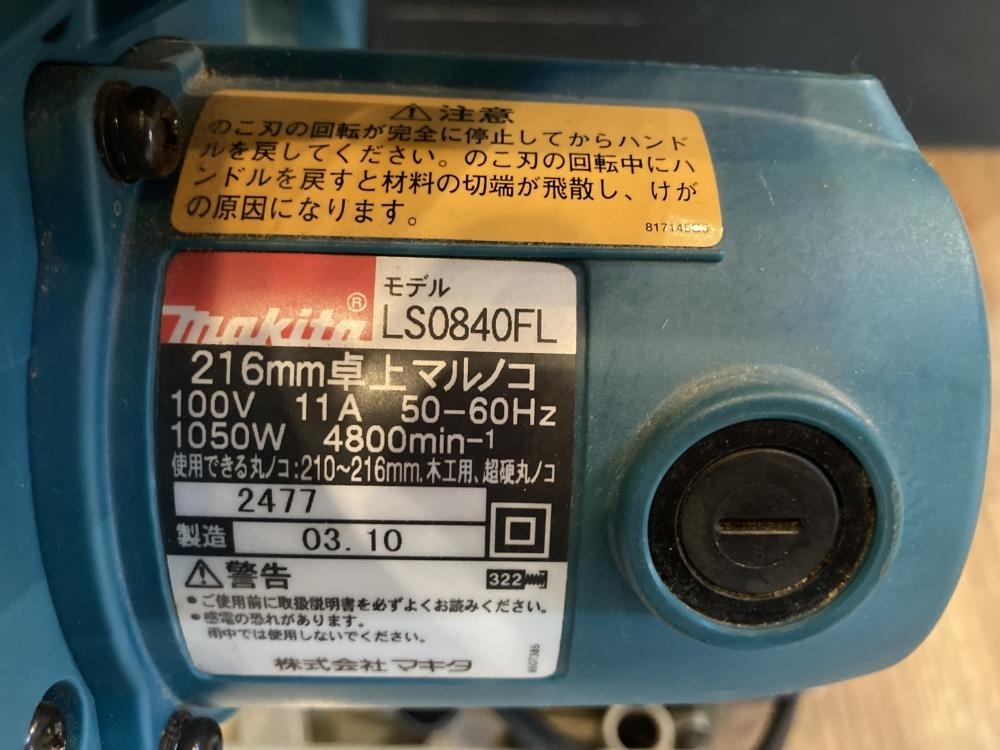 注意
のこ刃の回転が完全に停止してからハンド
ルを戻してください。のこ刃の回転中にハ
ンドルを戻すと材料の切端が飛散し、けが
の原因になります。
makita®
モデル
LS0840FL
216mm卓上マルノコ
100V 11A 50-60Hz
1050W 4800min-1
使用できる丸ノコ:210~216mm.木工用、超硬丸ノコ
2477
製造 03.10
警告
322
•ご使用前に取扱説明書を必ずよくお読みください。
•感電の恐れがあります。
雨中では使用しないでください。
株式会社 マキタ